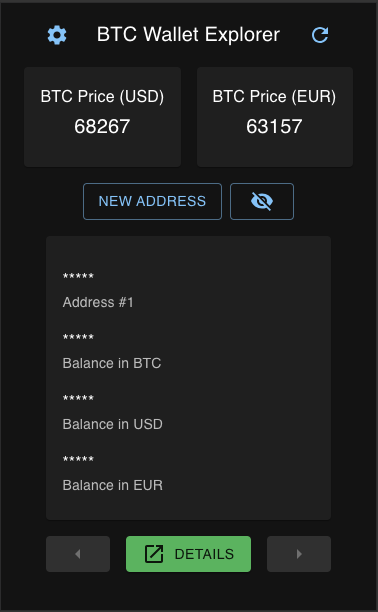 BTC Wallet Explorer
BTC Price (USD)
68267
BTC Price (EUR)
63157
NEW ADDRESS
*****
Address #1
*****
Balance in BTC
*****
Balance in USD
*****
Balance in EUR
DETAILS